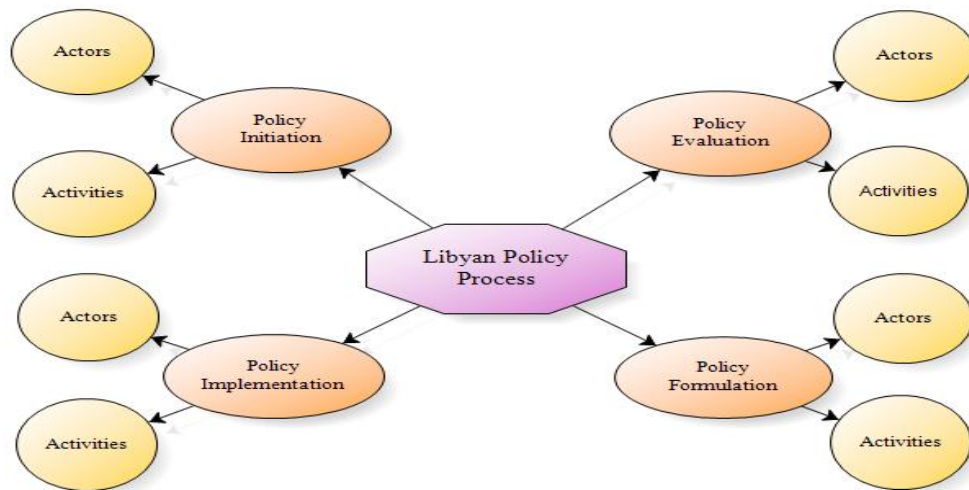 Actors
Actors
Policy
Initiation
Policy
Evaluation
Activities
Activities
Libyan Policy
Process
Actors
Actors
Policy
Implementation
Policy
Formulation
Activities
Activities